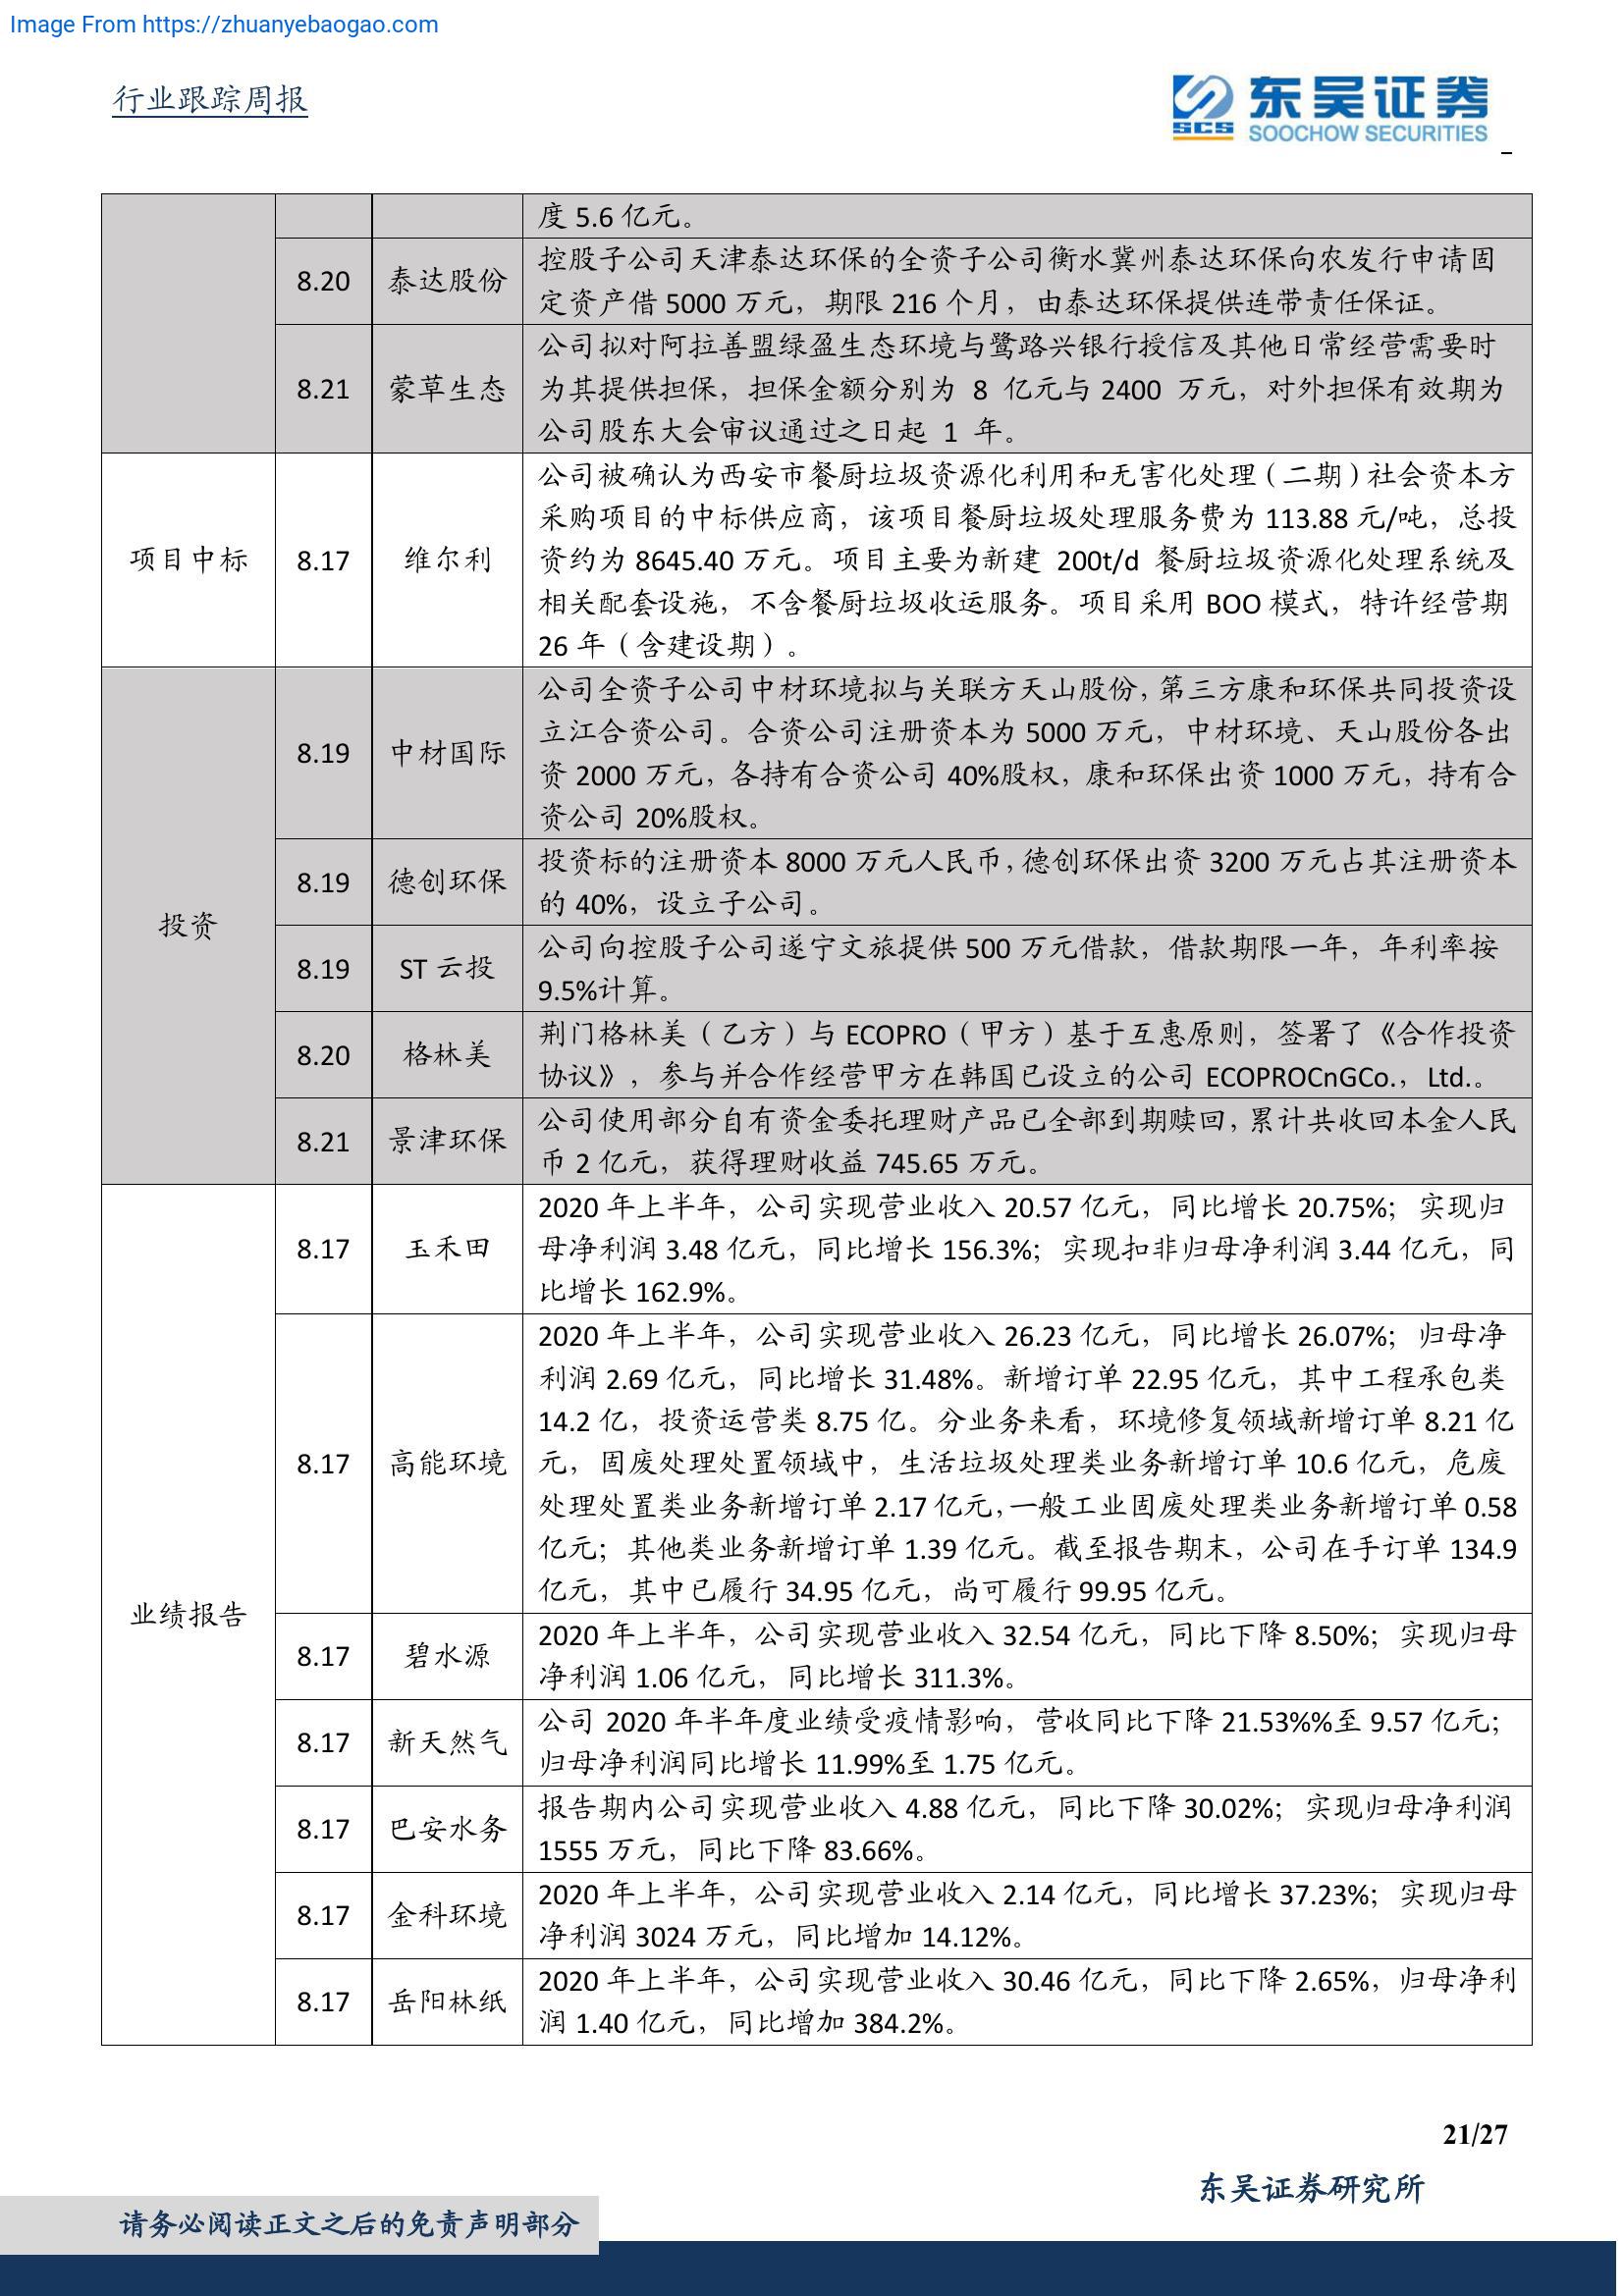 Image From https://zhuanyebaogao.com
行业跟踪周报
东吴证券
SCS
SOOCHOW SECURITIES
度 5.6 亿元。
8.20
泰达股份
控股子公司天津泰达环保的全资子公司衡水冀州泰达环保向农发行申请固
定资产借 5000 万元，期限 216 个月，由泰达环保提供连带责任保证。
8.21
蒙草生态
公司拟对阿拉善盟绿盈生态环境与鹭路兴银行授信及其他日常经营需要时
为其提供担保，担保金额分别为 8 亿元与 2400 万元，对外担保有效期为
公司股东大会审议通过之日起 1 年。
项目中标
8.17
维尔利
公司被确认为西安市餐厨垃圾资源化利用和无害化处理（二期）社会资本方
采购项目的中标供应商，该项目餐厨垃圾处理服务费为 113.88 元/吨，总投
资约为 8645.40 万元。项目主要为新建 200t/d 餐厨垃圾资源化处理系统及
相关配套设施，不含餐厨垃圾收运服务。项目采用 BOO 模式，特许经营期
26 年（含建设期）。
投资
8.19
中材国际
公司全资子公司中材环境拟与关联方天山股份，第三方康和环保共同投资设
立江合资公司。合资公司注册资本为 5000 万元，中材环境、天山股份各出
资 2000 万元，各持有合资公司 40%股权，康和环保出资 1000 万元，持有合
资公司 20%股权。
8.19
德创环保
投资标的注册资本 8000 万元人民币，德创环保出资 3200 万元占其注册资本
的 40%，设立子公司。
8.19
ST 云投
公司向控股子公司遂宁文旅提供 500 万元借款，借款期限一年，年利率按
9.5%计算。
8.20
格林美
荆门格林美（乙方）与 ECOPRO（甲方）基于互惠原则，签署了《合作投资
协议》，参与并合作经营甲方在韩国已设立的公司 ECOPROCnGCo.，Ltd.。
8.21
景津环保
公司使用部分自有资金委托理财产品已全部到期赎回，累计共收回本金人民
币 2 亿元，获得理财收益 745.65 万元。
业绩报告
8.17
玉禾田
2020 年上半年，公司实现营业收入 20.57 亿元，同比增长 20.75%；实现归
母净利润 3.48 亿元，同比增长 156.3%；实现扣非归母净利润 3.44 亿元，同
比增长 162.9%。
8.17
高能环境
2020 年上半年，公司实现营业收入 26.23 亿元，同比增长 26.07%；归母净
利润 2.69 亿元，同比增长 31.48%。新增订单 22.95 亿元，其中工程承包类
14.2 亿，投资运营类 8.75 亿。分业务来看，环境修复领域新增订单 8.21 亿
元，固废处理处置领域中，生活垃圾处理类业务新增订单 10.6 亿元，危废
处理处置类业务新增订单 2.17 亿元，一般工业固废处理类业务新增订单 0.58
亿元；其他类业务新增订单 1.39 亿元。截至报告期末，公司在手订单 134.9
亿元，其中已履行 34.95 亿元，尚可履行 99.95 亿元。
8.17
碧水源
2020 年上半年，公司实现营业收入 32.54 亿元，同比下降 8.50%；实现归母
净利润 1.06 亿元，同比增长 311.3%。
8.17
新天然气
公司 2020 年半年度业绩受疫情影响，营收同比下降 21.53%%至 9.57 亿元；
归母净利润同比增长 11.99%至 1.75 亿元。
8.17
巴安水务
报告期内公司实现营业收入 4.88 亿元，同比下降 30.02%；实现归母净利润
1555 万元，同比下降 83.66%。
8.17
金科环境
2020 年上半年，公司实现营业收入 2.14 亿元，同比增长 37.23%；实现归母
净利润 3024 万元，同比增加 14.12%。
8.17
岳阳林纸
2020 年上半年，公司实现营业收入 30.46 亿元，同比下降 2.65%，归母净利
润 1.40 亿元，同比增加 384.2%。
21/27
东吴证券研究所
请务必阅读正文之后的免责声明部分